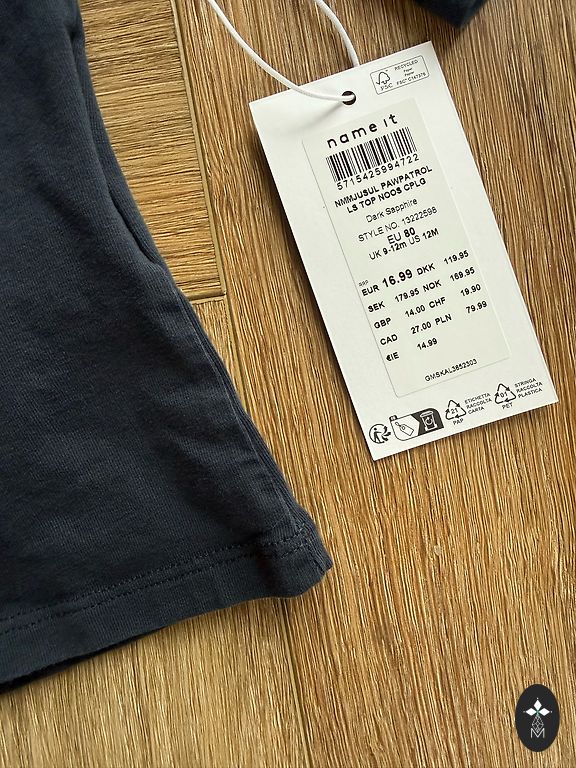 RECYCLED
Paper
FSC
FSC® C147375
name it
5715425994722
NMMJUSUL PAWPATROL
LS TOP NOOS CPLG
Dark Sapphire
STYLE NO. 13222598
EU 80
UK 9-12m US 12M
RRP
EUR 16.99 DKK 119.95
SEK 179.95 NOK 169.95
GBP 14.00 CHF 19.90
CAD 27.00 PLN 79.99
€IE 14.99
GMSKAL3852303
21
PAP
ETICHETTA
RACCOLTA
CARTA
01
PET
STRINGA
RACCOLTA
PLASTICA
M